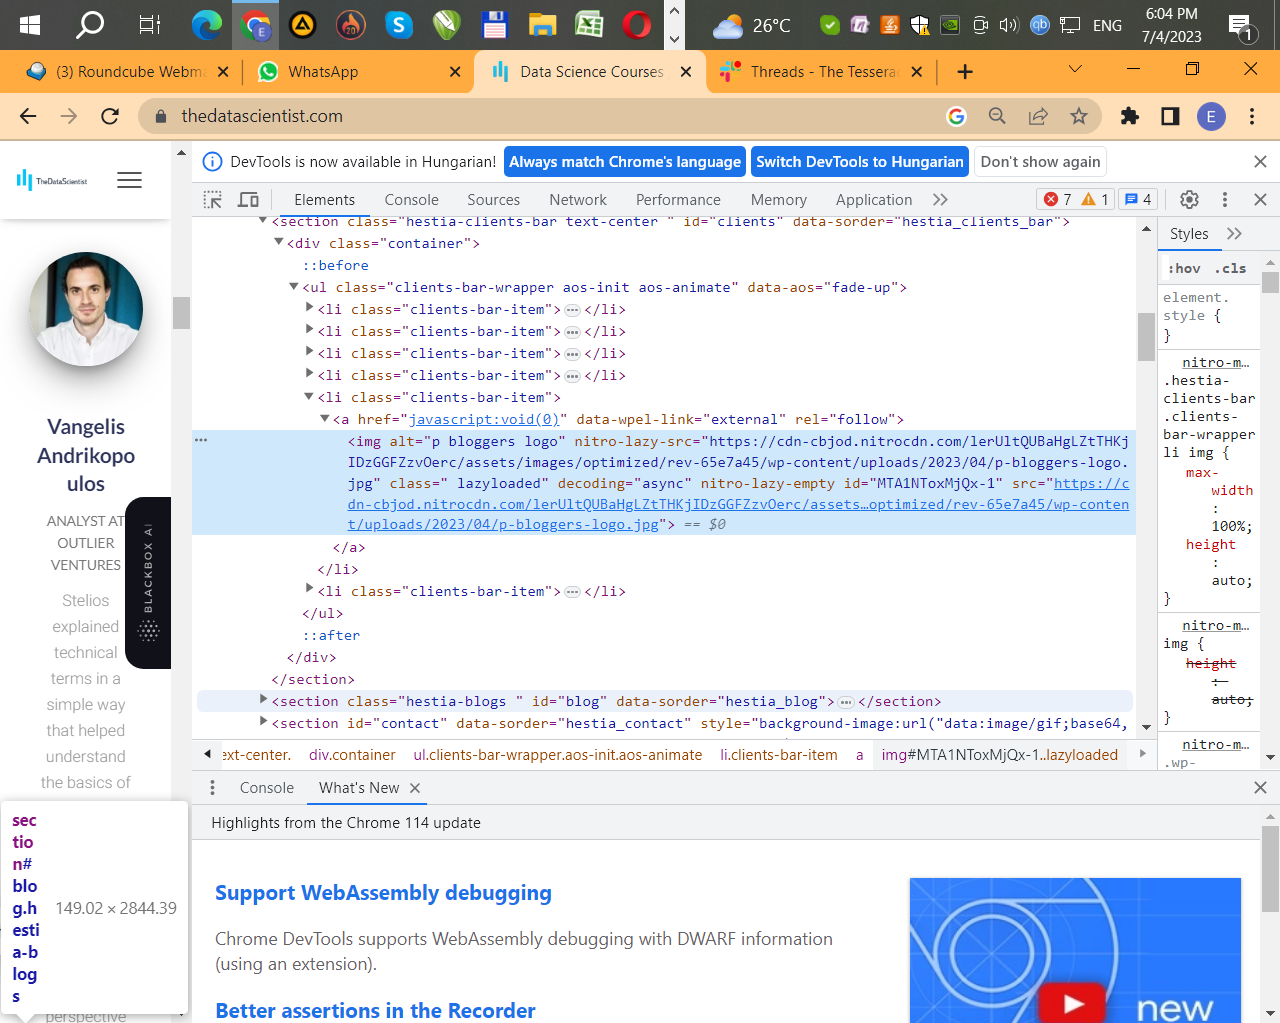 20
26°C
qb
ENG
6:04 PM
7/4/2023
1
(3) Roundcube Webm
WhatsApp
Data Science Courses
Threads - The Tessera
thedatascientist.com
E
TheDataScientist
Vangelis
Andrikopo
ulos
ANALYST AT
OUTLIER
VENTURES
Stelios
explained
technical
terms in a
simple way
that helped
understand
the basics of
perspective
BLACKBOX AI
sec
tio
n#
blo
g.h
esti
a-b
log
s
149.02 × 2844.39
DevTools is now available in Hungarian!
Always match Chrome's language
Switch DevTools to Hungarian
Don't show again
Elements
Console
Sources
Network
Performance
Memory
Application
7
1
4
<section class="hestia-clients-bar text-center " id="clients" data-sorder="hestia_clients_bar">
<div class="container">
::before
<ul class="clients-bar-wrapper aos-init aos-animate" data-aos="fade-up">
<li class="clients-bar-item">…</li>
<li class="clients-bar-item">…</li>
<li class="clients-bar-item">…</li>
<li class="clients-bar-item">…</li>
<li class="clients-bar-item">
<a href="javascript:void(0)" data-wpel-link="external" rel="follow">
<img alt="p bloggers logo" nitro-lazy-src="https://cdn-cbjod.nitrocdn.com/lerUltQUBaHgLZtTHKj
IDzGGFZzvOerc/assets/images/optimized/rev-65e7a45/wp-content/uploads/2023/04/p-bloggers-logo.
jpg" class=" lazyloaded" decoding="async" nitro-lazy-empty id="MTA1NToxMjQx-1" src="https://c
dn-cbjod.nitrocdn.com/lerUltQUBaHgLZtTHKjIDzGGFZzvOerc/assets…optimized/rev-65e7a45/wp-conten
t/uploads/2023/04/p-bloggers-logo.jpg"> == $0
</a>
</li>
<li class="clients-bar-item">…</li>
</ul>
::after
</div>
</section>
<section class="hestia-blogs " id="blog" data-sorder="hestia_blog">…</section>
<section id="contact" data-sorder="hestia_contact" style="background-image:url("data:image/gif;base64,
ext-center.
div.container
ul.clients-bar-wrapper.aos-init.aos-animate
li.clients-bar-item
a
img#MTA1NToxMjQx-1..lazyloaded
Styles
:hov
.cls
element.
style {
}
nitro-m…
.hestia-
clients-bar
.clients-
bar-wrapper
li img {
max-
width
:
100%;
height
:
auto;
}
nitro-m…
img {
height
:
auto;
}
nitro-m…
.wp-
Console
What's New
Highlights from the Chrome 114 update
Support WebAssembly debugging
Chrome DevTools supports WebAssembly debugging with DWARF information
(using an extension).
Better assertions in the Recorder
new